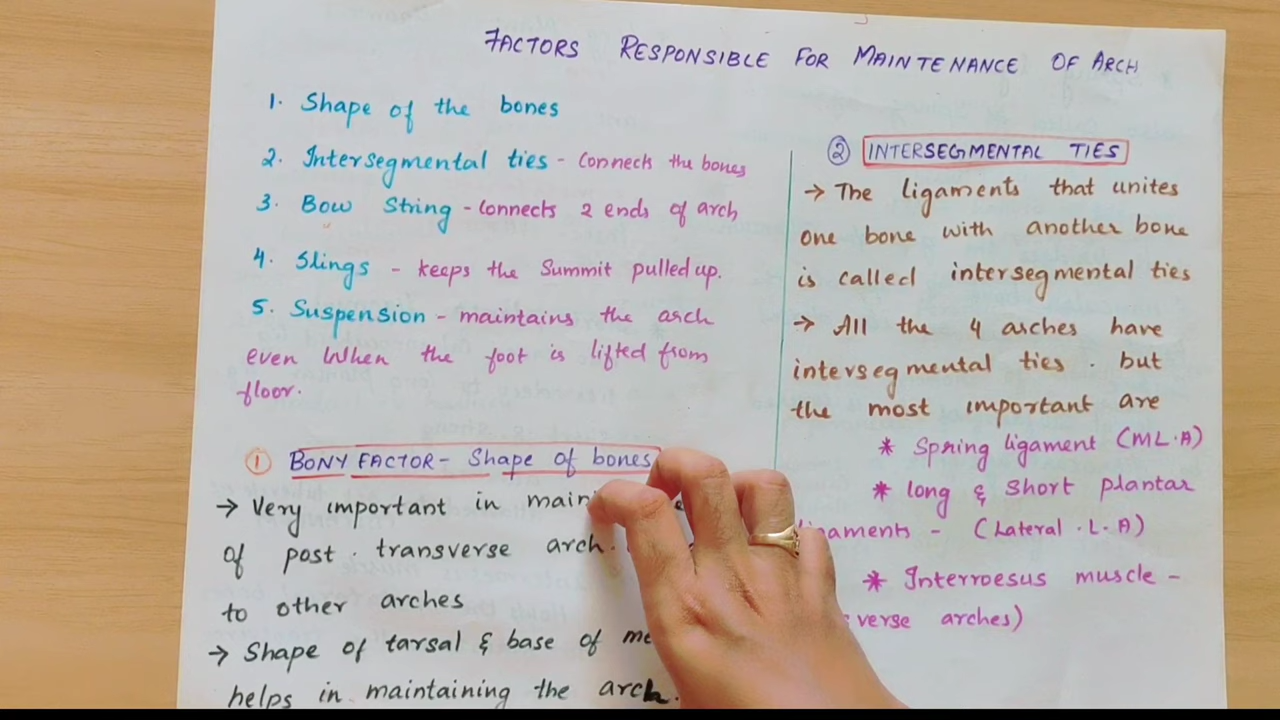 FACTORS RESPONSIBLE FOR MAINTENANCE OF ARCH
1. Shape of the bones
2. Intersegmental ties - Connects the bones
3. Bow String - Connects 2 ends of arch
4. Slings - keeps the Summit pulled up.
5. Suspension - maintains the arch
even When the foot is lifted from
floor.
① BONY FACTOR - Shape of bones
→ Very important in
of post. transverse arch.
to other arches
→ Shape of tarsal & base of
helps in maintaining the arch.
② INTERSEGMENTAL TIES
→ The ligaments that unites
one bone with another bone
is called intersegmental ties
→ All the 4 arches have
intersegmental ties. but
the most important are
* Spring ligament (ML.A)
* long & Short plantar
- (Lateral.L.A)
* Interroesus muscle -
arches)